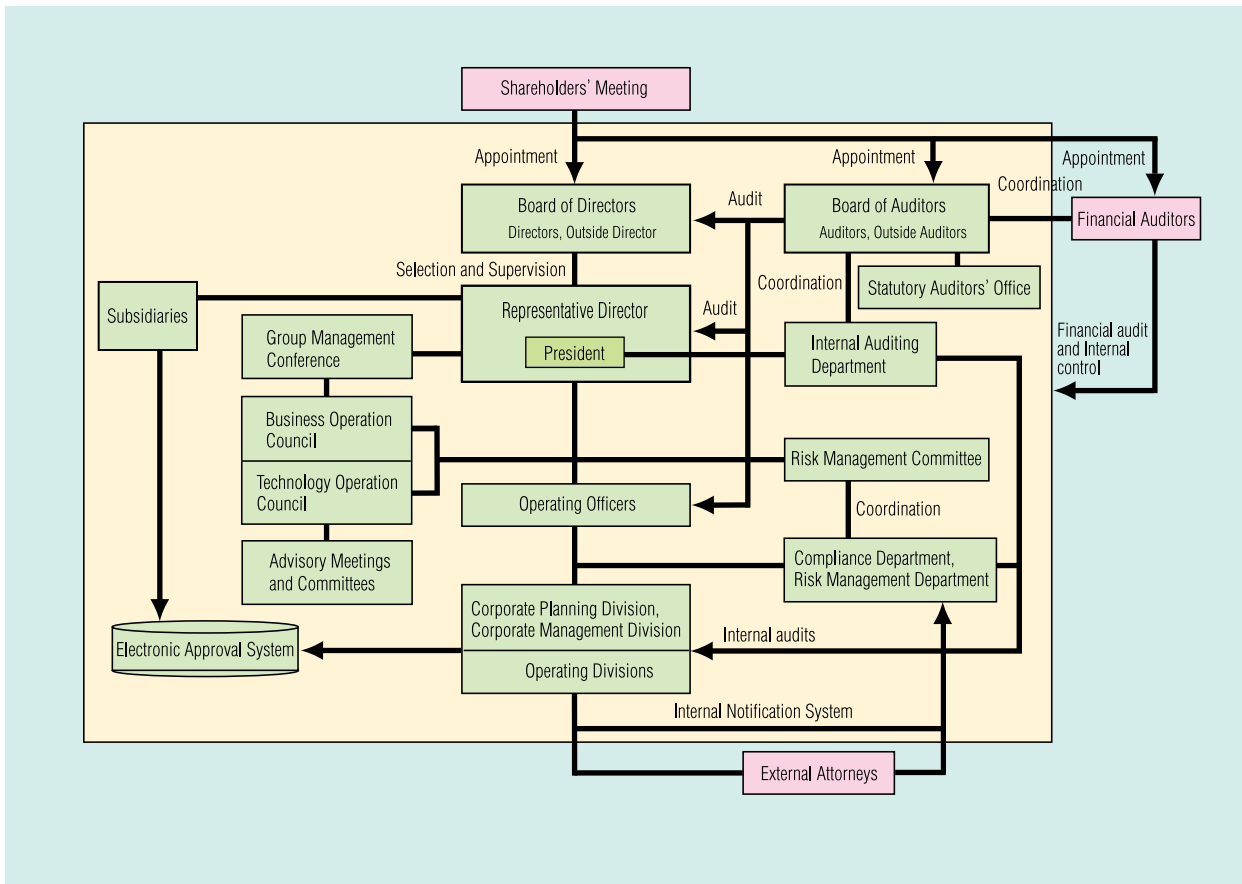 Shareholders' Meeting
Appointment
Appointment
Appointment
Coordination
Board of Directors
Directors, Outside Director
Audit
Board of Auditors
Auditors, Outside Auditors
Financial Auditors
Selection and Supervision
Coordination
Statutory Auditors' Office
Subsidiaries
Representative Director
President
Audit
Internal Auditing
Department
Financial audit
and Internal
control
Group Management
Conference
Business Operation
Council
Technology Operation
Council
Risk Management Committee
Operating Officers
Coordination
Advisory Meetings
and Committees
Compliance Department,
Risk Management Department
Corporate Planning Division,
Corporate Management Division
Internal audits
Electronic Approval System
Operating Divisions
Internal Notification System
External Attorneys